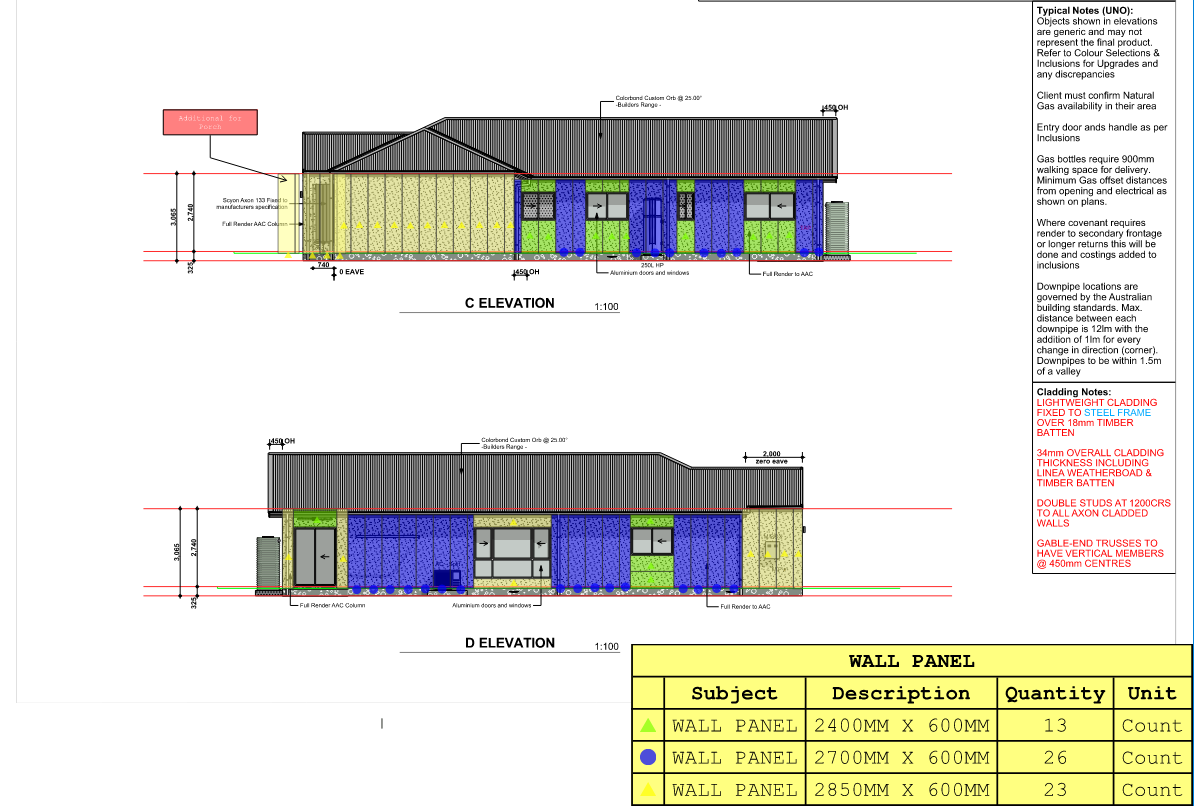 Typical Notes (UNO):
Objects shown in elevations
are generic and may not
represent the final product.
Refer to Colour Selections &
Inclusions for Upgrades and
any discrepancies
Client must confirm Natural
Gas availability in their area
Entry door ands handle as per
Inclusions
Gas bottles require 900mm
walking space for delivery.
Minimum Gas offset distances
from opening and electrical as
shown on plans.
Where covenant requires
render to secondary frontage
or longer returns this will be
done and costings added to
inclusions
Downpipe locations are
governed by the Australian
building standards. Max.
distance between each
downpipe is 12lm with the
addition of 1lm for every
change in direction (corner).
Downpipes to be within 1.5m
of a valley
Cladding Notes:
LIGHTWEIGHT CLADDING
FIXED TO STEEL FRAME
OVER 18mm TIMBER
BATTEN
34mm OVERALL CLADDING
THICKNESS INCLUDING
LINEA WEATHERBOAD &
TIMBER BATTEN
DOUBLE STUDS AT 1200CRS
TO ALL AXON CLADDED
WALLS
GABLE-END TRUSSES TO
HAVE VERTICAL MEMBERS
@ 450mm CENTRES
Additional for
Porch
Colorbond Custom Orb @ 25.00°
-Builders Range -
450 OH
Scyon Axon 133 Fixed to
manufacturers specification
Full Render AAC Column
3,065
2,740
325
740
0 EAVE
450 OH
250L HP
Aluminium doors and windows
Full Render to AAC
C ELEVATION
1:100
450 OH
Colorbond Custom Orb @ 25.00°
-Builders Range -
2,000
zero eave
3,065
2,740
325
Full Render AAC Column
Aluminium doors and windows
Full Render to AAC
D ELEVATION
1:100
WALL PANEL
Subject Description Quantity Unit
WALL PANEL 2400MM X 600MM 13 Count
WALL PANEL 2700MM X 600MM 26 Count
WALL PANEL 2850MM X 600MM 23 Count